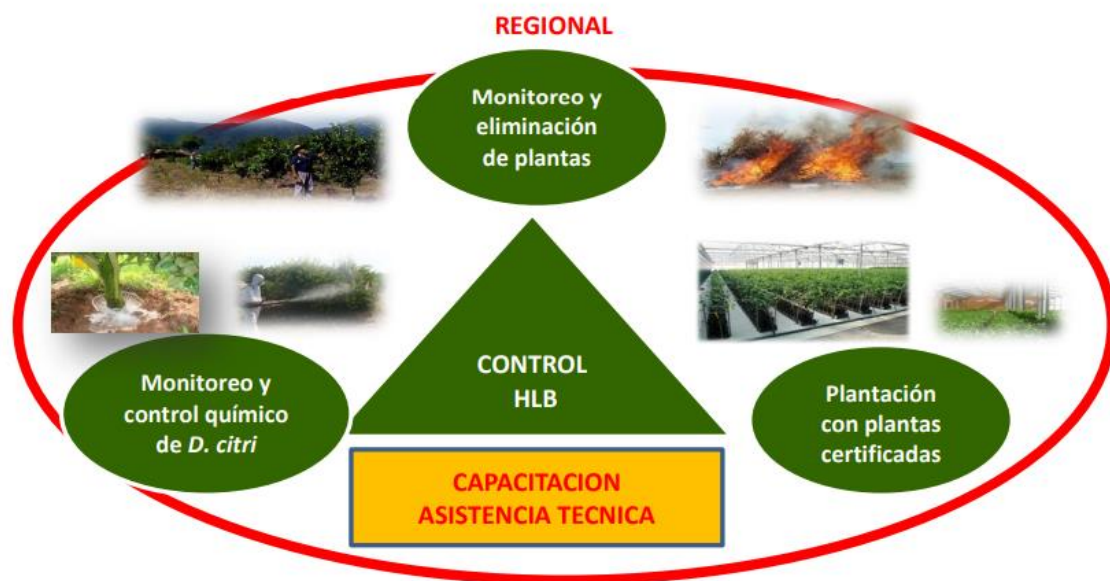 REGIONAL
Monitoreo y
eliminación
de plantas
CONTROL
HLB
Monitoreo y
control químico
de D. citri
Plantación
con plantas
certificadas
CAPACITACION
ASISTENCIA TECNICA